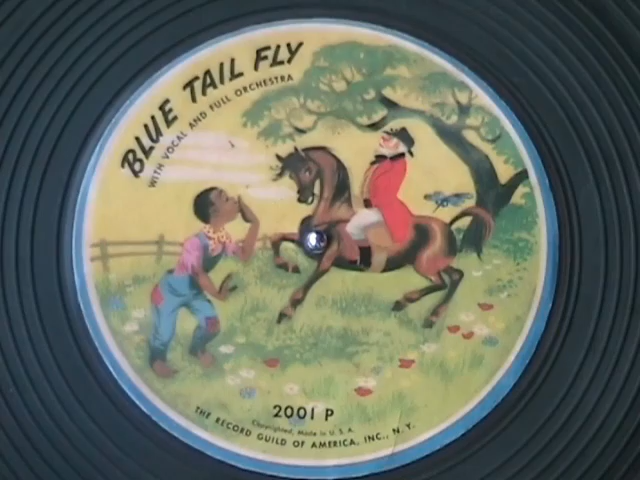 BLUE TAIL FLY
WITH VOCAL AND FULL ORCHESTRA
2001 P
Copyrighted, Made in U. S. A.
THE RECORD GUILD OF AMERICA, INC., N. Y.